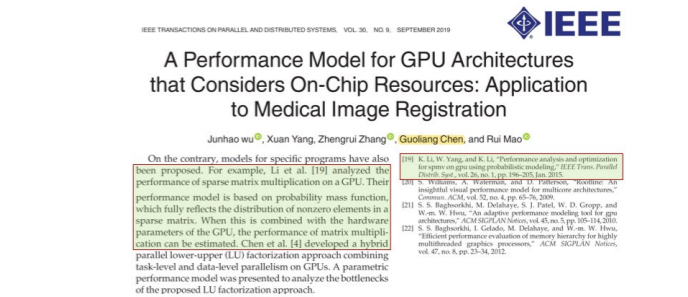 IEEE TRANSACTIONS ON PARALLEL AND DISTRIBUTED SYSTEMS, VOL. 30, NO. 9, SEPTEMBER 2019
IEEE
A Performance Model for GPU Architectures
that Considers On-Chip Resources: Application
to Medical Image Registration
Junhao wu, Xuan Yang, Zhengrui Zhang, Guoliang Chen, and Rui Mao
On the contrary, models for specific programs have also
been proposed. For example, Li et al. [19] analyzed the
performance of sparse matrix multiplication on a GPU. Their
performance model is based on probability mass function,
which fully reflects the distribution of nonzero elements in a
sparse matrix. When this is combined with the hardware
parameters of the GPU, the performance of matrix multipli-
cation can be estimated. Chen et al. [4] developed a hybrid
parallel lower-upper (LU) factorization approach combining
task-level and data-level parallelism on GPUs. A parametric
performance model was presented to analyze the bottlenecks
of the proposed LU factorization approach.
[19] K. Li, W. Yang, and K. Li, "Performance analysis and optimization
for spmv on gpu using probabilistic modeling," IEEE Trans. Parallel
Distrib. Syst., vol. 26, no. 1, pp. 196–205, Jan. 2015.
[20] S. Williams, A. Waterman, and D. Patterson, "Roofline: An
insightful visual performance model for multicore architectures,"
Commun. ACM, vol. 52, no. 4, pp. 65–76, 2009.
[21] S. S. Baghsorkhi, M. Delahaye, S. J. Patel, W. D. Gropp, and
W.-m. W. Hwu, "An adaptive performance modeling tool for gpu
architectures," ACM SIGPLAN Notices, vol. 45, no. 5, pp. 105–114, 2010.
[22] S. S. Baghsorkhi, I. Gelado, M. Delahaye, and W.-m. W. Hwu,
"Efficient performance evaluation of memory hierarchy for highly
multithreaded graphics processors," ACM SIGPLAN Notices,
vol. 47, no. 8, pp. 23–34, 2012.